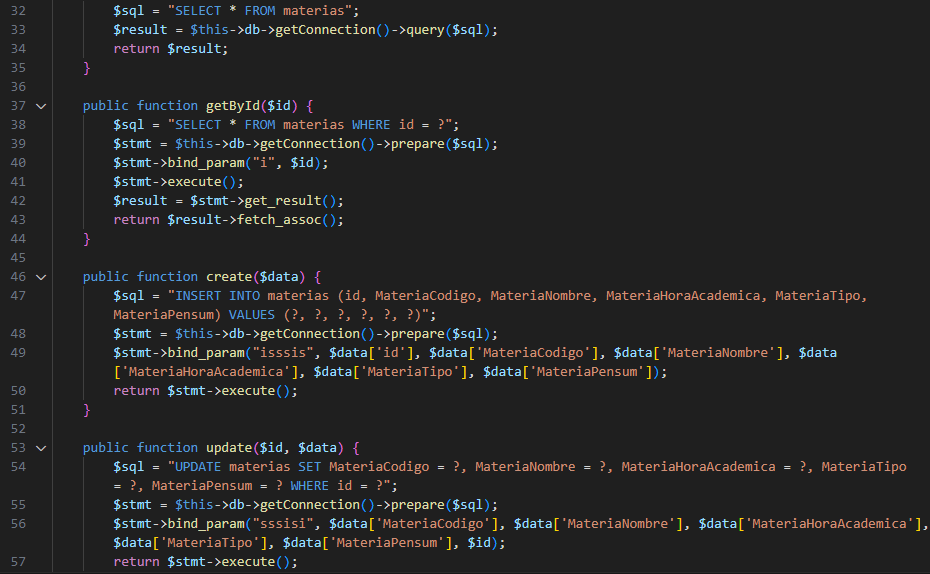 32 $sql = "SELECT * FROM materias";
33 $result = $this->db->getConnection()->query($sql);
34 return $result;
35 }
36
37 public function getById($id) {
38 $sql = "SELECT * FROM materias WHERE id = ?";
39 $stmt = $this->db->getConnection()->prepare($sql);
40 $stmt->bind_param("i", $id);
41 $stmt->execute();
42 $result = $stmt->get_result();
43 return $result->fetch_assoc();
44 }
45
46 public function create($data) {
47 $sql = "INSERT INTO materias (id, MateriaCodigo, MateriaNombre, MateriaHoraAcademica, MateriaTipo,
MateriaPensum) VALUES (?, ?, ?, ?, ?, ?)";
48 $stmt = $this->db->getConnection()->prepare($sql);
49 $stmt->bind_param("isssis", $data['id'], $data['MateriaCodigo'], $data['MateriaNombre'], $data
['MateriaHoraAcademica'], $data['MateriaTipo'], $data['MateriaPensum']);
50 return $stmt->execute();
51 }
52
53 public function update($id, $data) {
54 $sql = "UPDATE materias SET MateriaCodigo = ?, MateriaNombre = ?, MateriaHoraAcademica = ?, MateriaTipo
= ?, MateriaPensum = ? WHERE id = ?";
55 $stmt = $this->db->getConnection()->prepare($sql);
56 $stmt->bind_param("sssisi", $data['MateriaCodigo'], $data['MateriaNombre'], $data['MateriaHoraAcademica'],
$data['MateriaTipo'], $data['MateriaPensum'], $id);
57 return $stmt->execute();